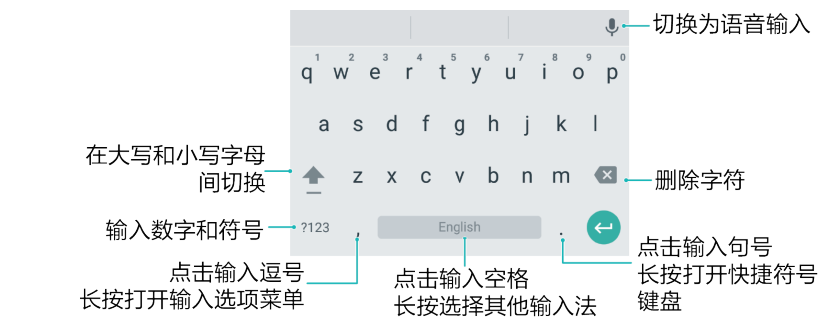 切换为语音输入
1 2 3 4 5 6 7 8 9 0
q w e r t y u i o p
a s d f g h j k l
在大写和小写字母
间切换
z x c v b n m
删除字符
输入数字和符号
?123 , English .
点击输入逗号
长按打开输入选项菜单
点击输入空格
长按选择其他输入法
点击输入句号
长按打开快捷符号
键盘